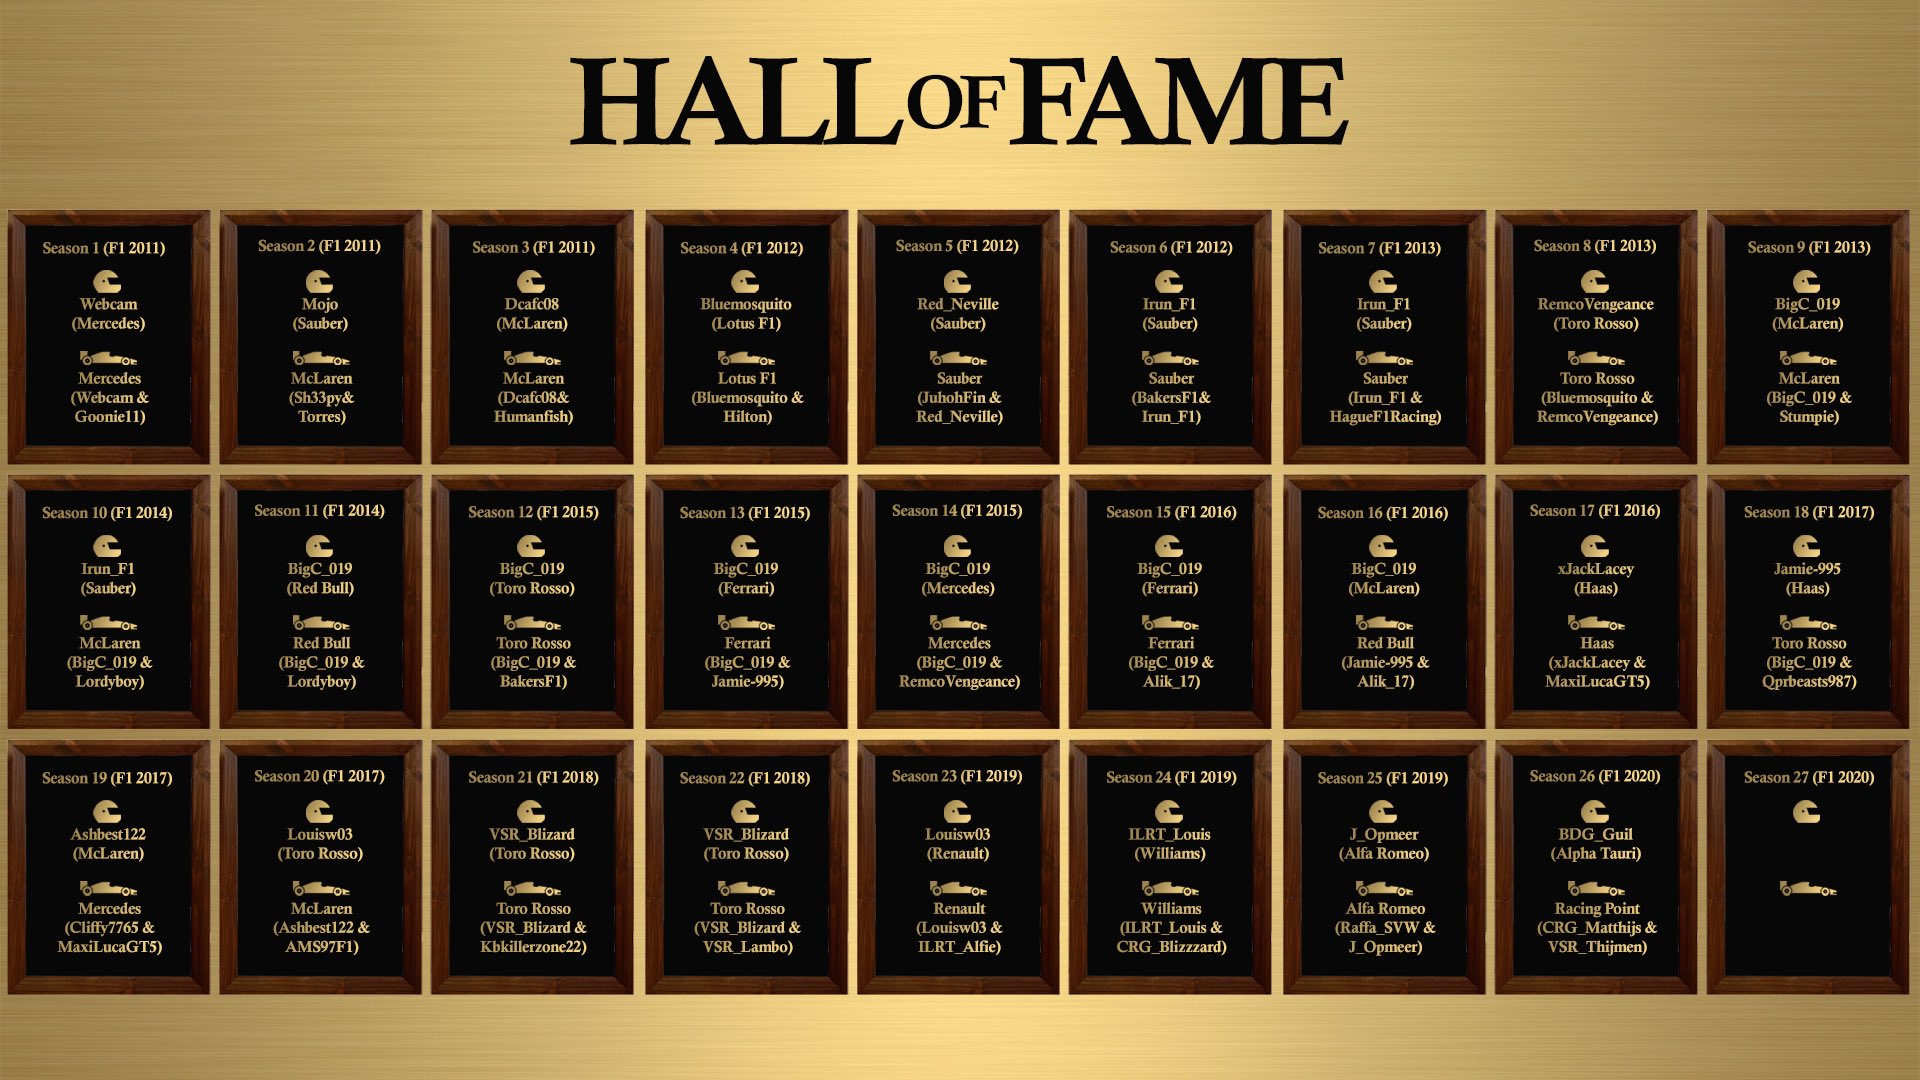 HALL OF FAME
Season 1 (F1 2011)
Webcam
(Mercedes)
Mercedes
(Webcam &
Goonie11)
Season 2 (F1 2011)
Mojo
(Sauber)
McLaren
(Sh33py&
Torres)
Season 3 (F1 2011)
Dcafc08
(McLaren)
McLaren
(Dcafc08&
Humanfish)
Season 4 (F1 2012)
Bluemosquito
(Lotus F1)
Lotus F1
(Bluemosquito &
Hilton)
Season 5 (F1 2012)
Red_Neville
(Sauber)
Sauber
(JuhohFin &
Red_Neville)
Season 6 (F1 2012)
Irun_F1
(Sauber)
Sauber
(BakersF1&
Irun_F1)
Season 7 (F1 2013)
Irun_F1
(Sauber)
Sauber
(Irun_F1 &
HagueF1Racing)
Season 8 (F1 2013)
RemcoVengeance
(Toro Rosso)
Toro Rosso
(Bluemosquito &
RemcoVengeance)
Season 9 (F1 2013)
BigC_019
(McLaren)
McLaren
(BigC_019 &
Stumpie)
Season 10 (F1 2014)
Irun_F1
(Sauber)
McLaren
(BigC_019 &
Lordyboy)
Season 11 (F1 2014)
BigC_019
(Red Bull)
Red Bull
(BigC_019 &
Lordyboy)
Season 12 (F1 2015)
BigC_019
(Toro Rosso)
Toro Rosso
(BigC_019 &
BakersF1)
Season 13 (F1 2015)
BigC_019
(Ferrari)
Ferrari
(BigC_019 &
Jamie-995)
Season 14 (F1 2015)
BigC_019
(Mercedes)
Mercedes
(BigC_019 &
RemcoVengeance)
Season 15 (F1 2016)
BigC_019
(Ferrari)
Ferrari
(BigC_019 &
Alik_17)
Season 16 (F1 2016)
BigC_019
(McLaren)
Red Bull
(Jamie-995 &
Alik_17)
Season 17 (F1 2016)
xJackLacey
(Haas)
Haas
(xJackLacey &
MaxiLucaGT5)
Season 18 (F1 2017)
Jamie-995
(Haas)
Toro Rosso
(BigC_019 &
Qprbeasts987)
Season 19 (F1 2017)
Ashbest122
(McLaren)
Mercedes
(Cliffy7765 &
MaxiLucaGT5)
Season 20 (F1 2017)
Louisw03
(Toro Rosso)
McLaren
(Ashbest122 &
AMS97F1)
Season 21 (F1 2018)
VSR_Blizard
(Toro Rosso)
Toro Rosso
(VSR_Blizard &
Kbkillerzone22)
Season 22 (F1 2018)
VSR_Blizard
(Toro Rosso)
Toro Rosso
(VSR_Blizard &
VSR_Lambo)
Season 23 (F1 2019)
Louisw03
(Renault)
Renault
(Louisw03 &
ILRT_Alfie)
Season 24 (F1 2019)
ILRT_Louis
(Williams)
Williams
(ILRT_Louis &
CRG_Blizzzard)
Season 25 (F1 2019)
J_Opmeer
(Alfa Romeo)
Alfa Romeo
(Raffa_SVW &
J_Opmeer)
Season 26 (F1 2020)
BDG_Guil
(Alpha Tauri)
Racing Point
(CRG_Matthijs &
VSR_Thijmen)
Season 27 (F1 2020)